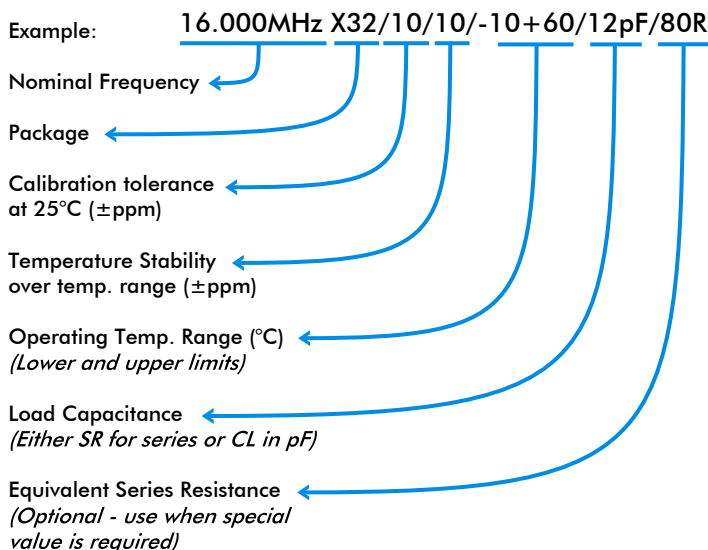 Example: 16.000MHz X32/10/10/-10+60/12pF/80R
Nominal Frequency
Package
Calibration tolerance
at 25°C (±ppm)
Temperature Stability
over temp. range (±ppm)
Operating Temp. Range (°C)
(Lower and upper limits)
Load Capacitance
(Either SR for series or CL in pF)
Equivalent Series Resistance
(Optional - use when special
value is required)